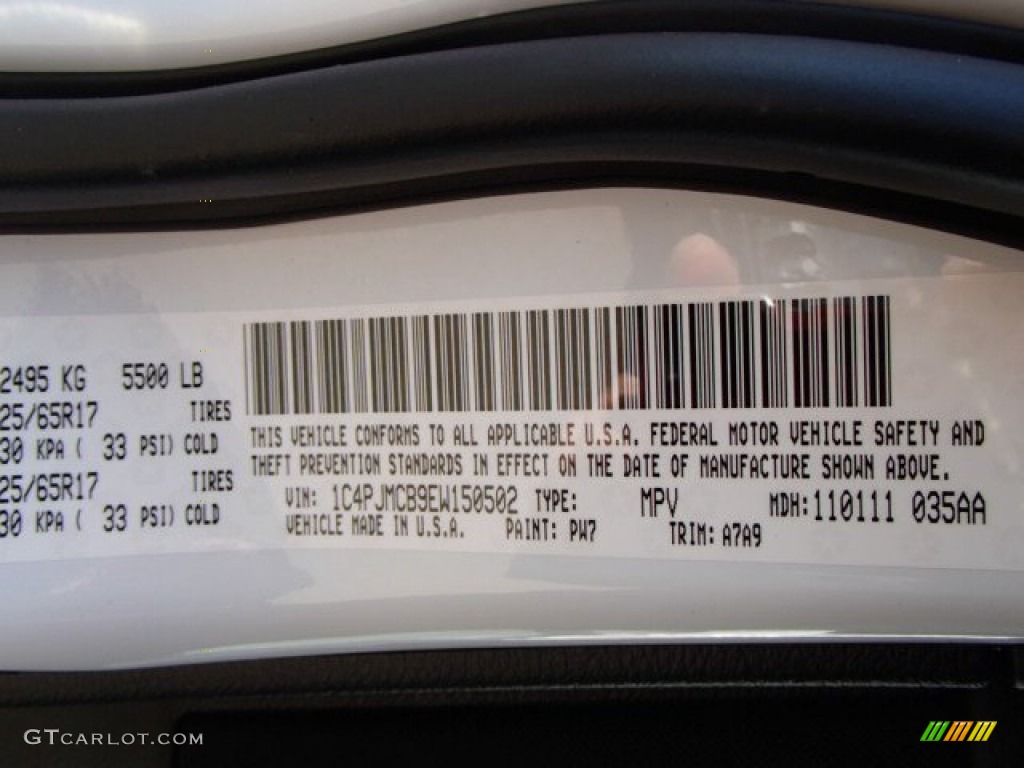 2495 KG 5500 LB
25/65R17 TIRES
30 KPA ( 33 PSI) COLD
25/65R17 TIRES
30 KPA ( 33 PSI) COLD
THIS VEHICLE CONFORMS TO ALL APPLICABLE U.S.A. FEDERAL MOTOR VEHICLE SAFETY AND
THEFT PREVENTION STANDARDS IN EFFECT ON THE DATE OF MANUFACTURE SHOWN ABOVE.
VIN: 1C4PJMCB9EW150502 TYPE: MPV MDH: 110111 035AA
VEHICLE MADE IN U.S.A. PAINT: PW7 TRIM: A7A9
GTCARLOT.COM